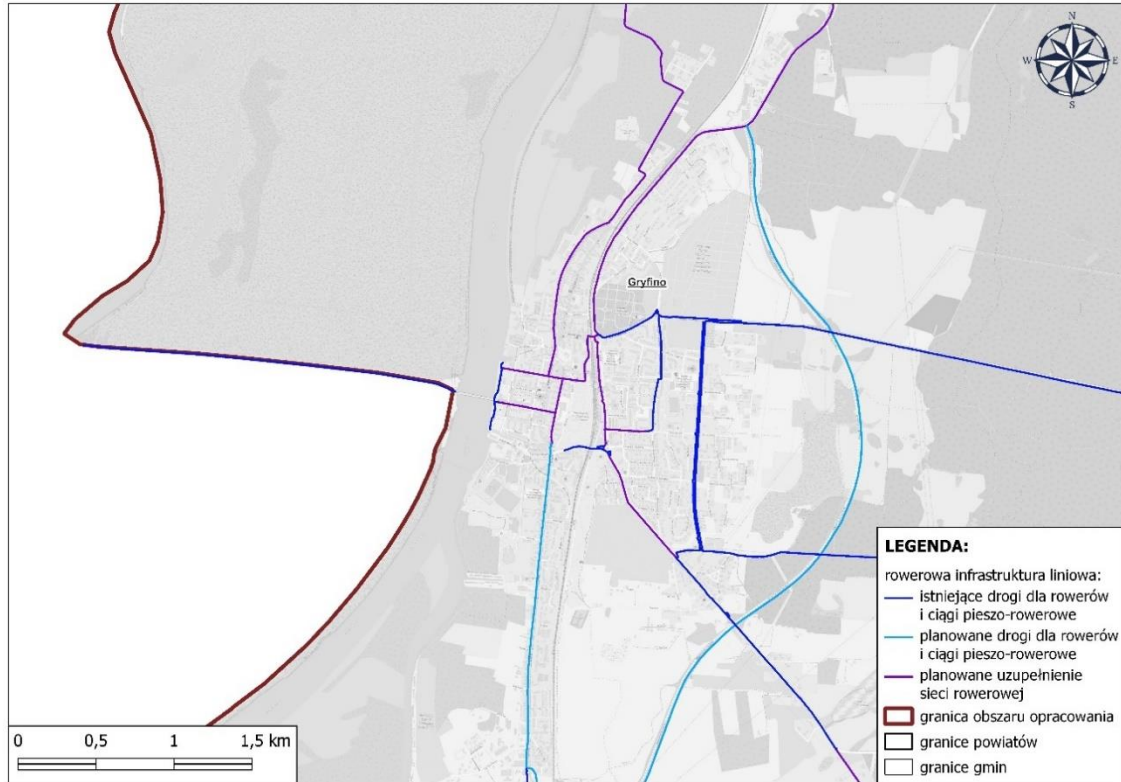 N
W
E
S
Gryfino
LEGENDA:
rowerowa infrastruktura liniowa:
istniejące drogi dla rowerów
i ciągi pieszo-rowerowe
planowane drogi dla rowerów
i ciągi pieszo-rowerowe
planowane uzupełnienie
sieci rowerowej
granica obszaru opracowania
granice powiatów
granice gmin
0 0,5 1 1,5 km